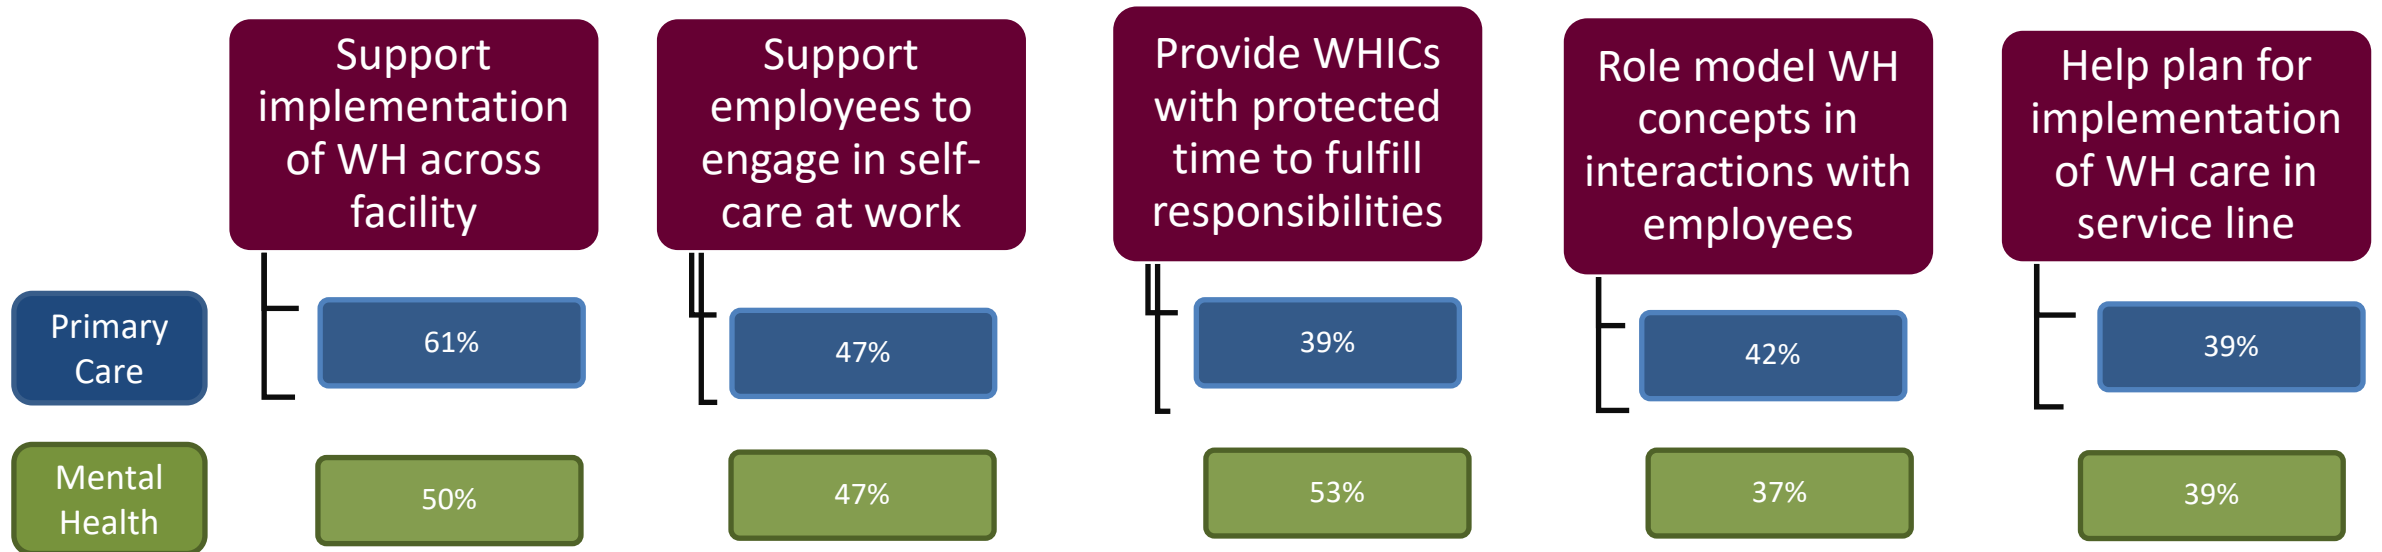 Support
implementation
of WH across
facility
Support
employees to
engage in self-
care at work
Provide WHICs
with protected
time to fulfill
responsibilities
Role model WH
concepts in
interactions with
employees
Help plan for
implementation
of WH care in
service line
Primary
Care
61%
47%
39%
42%
39%
Mental
Health
50%
47%
53%
37%
39%